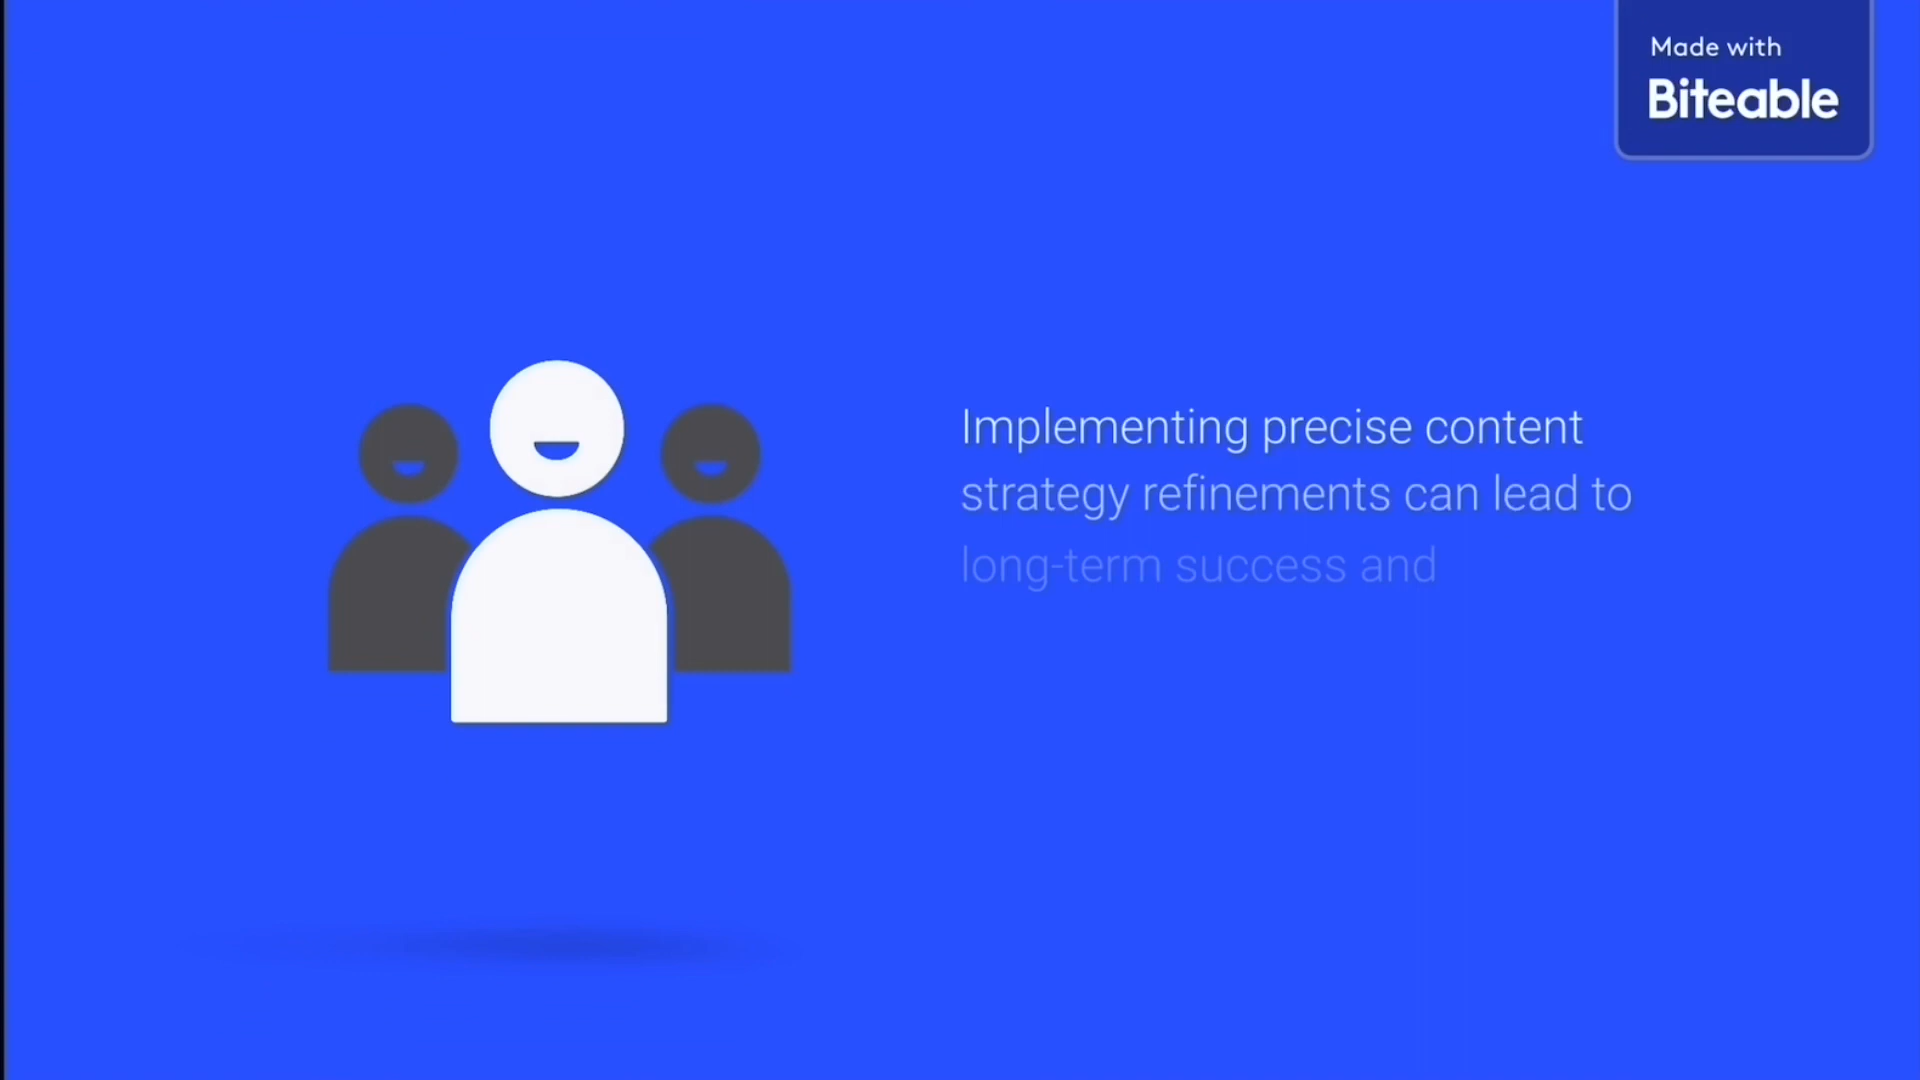 Made with
Biteable
Implementing precise content
strategy refinements can lead to
long-term success and